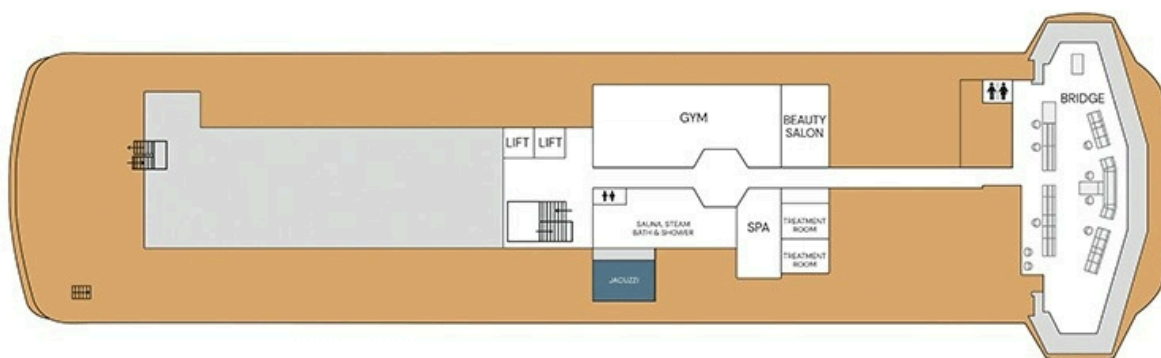 BRIDGE
GYM
BEAUTY
SALON
LIFT
LIFT
SAUNA, STEAM
BATH & SHOWER
SPA
TREATMENT
ROOM
TREATMENT
ROOM
JACUZZI